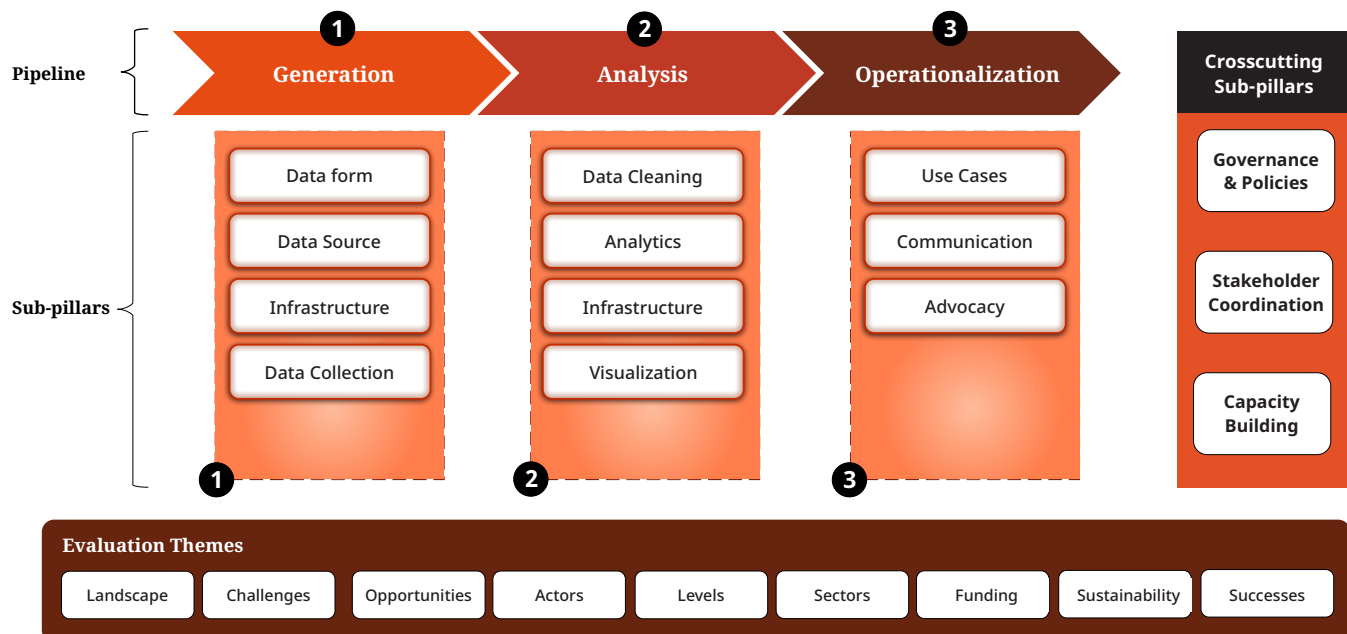 1
2
3
Pipeline
Generation
Analysis
Operationalization
Crosscutting
Sub-pillars
Sub-pillars
Data form
Data Source
Infrastructure
Data Collection
1
Data Cleaning
Analytics
Infrastructure
Visualization
2
Use Cases
Communication
Advocacy
3
Governance
& Policies
Stakeholder
Coordination
Capacity
Building
Evaluation Themes
Landscape
Challenges
Opportunities
Actors
Levels
Sectors
Funding
Sustainability
Successes